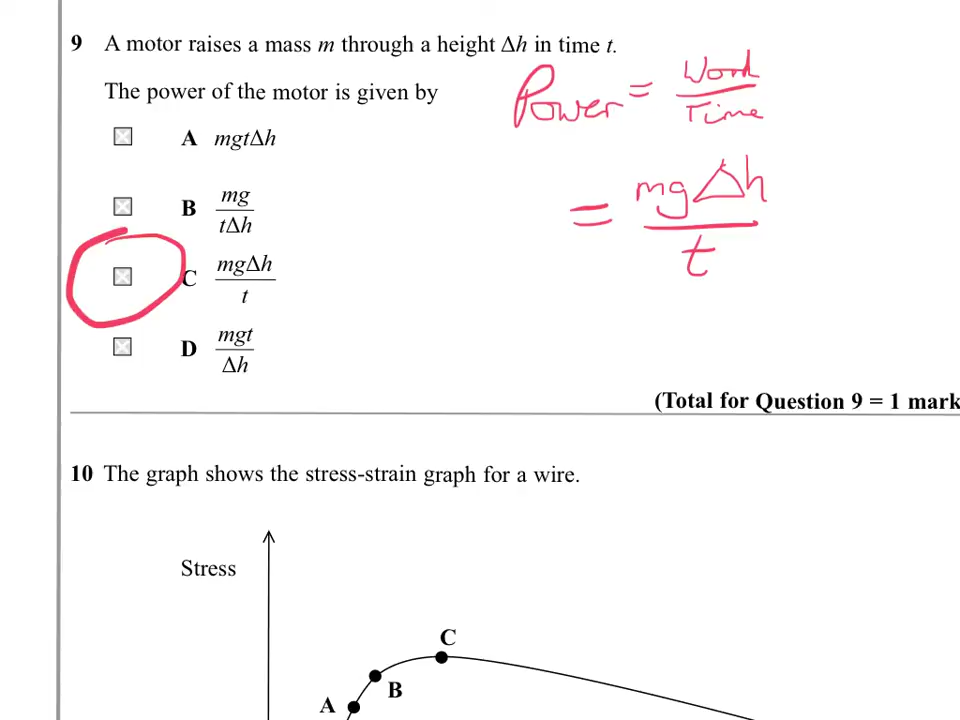 9 A motor raises a mass m through a height Δh in time t.
The power of the motor is given by
Power = Work
Time
A mgtΔh
= mgΔh
t
B mg
tΔh
C mgΔh
t
D mgt
Δh
(Total for Question 9 = 1 mark
10 The graph shows the stress-strain graph for a wire.
Stress
C
B
A